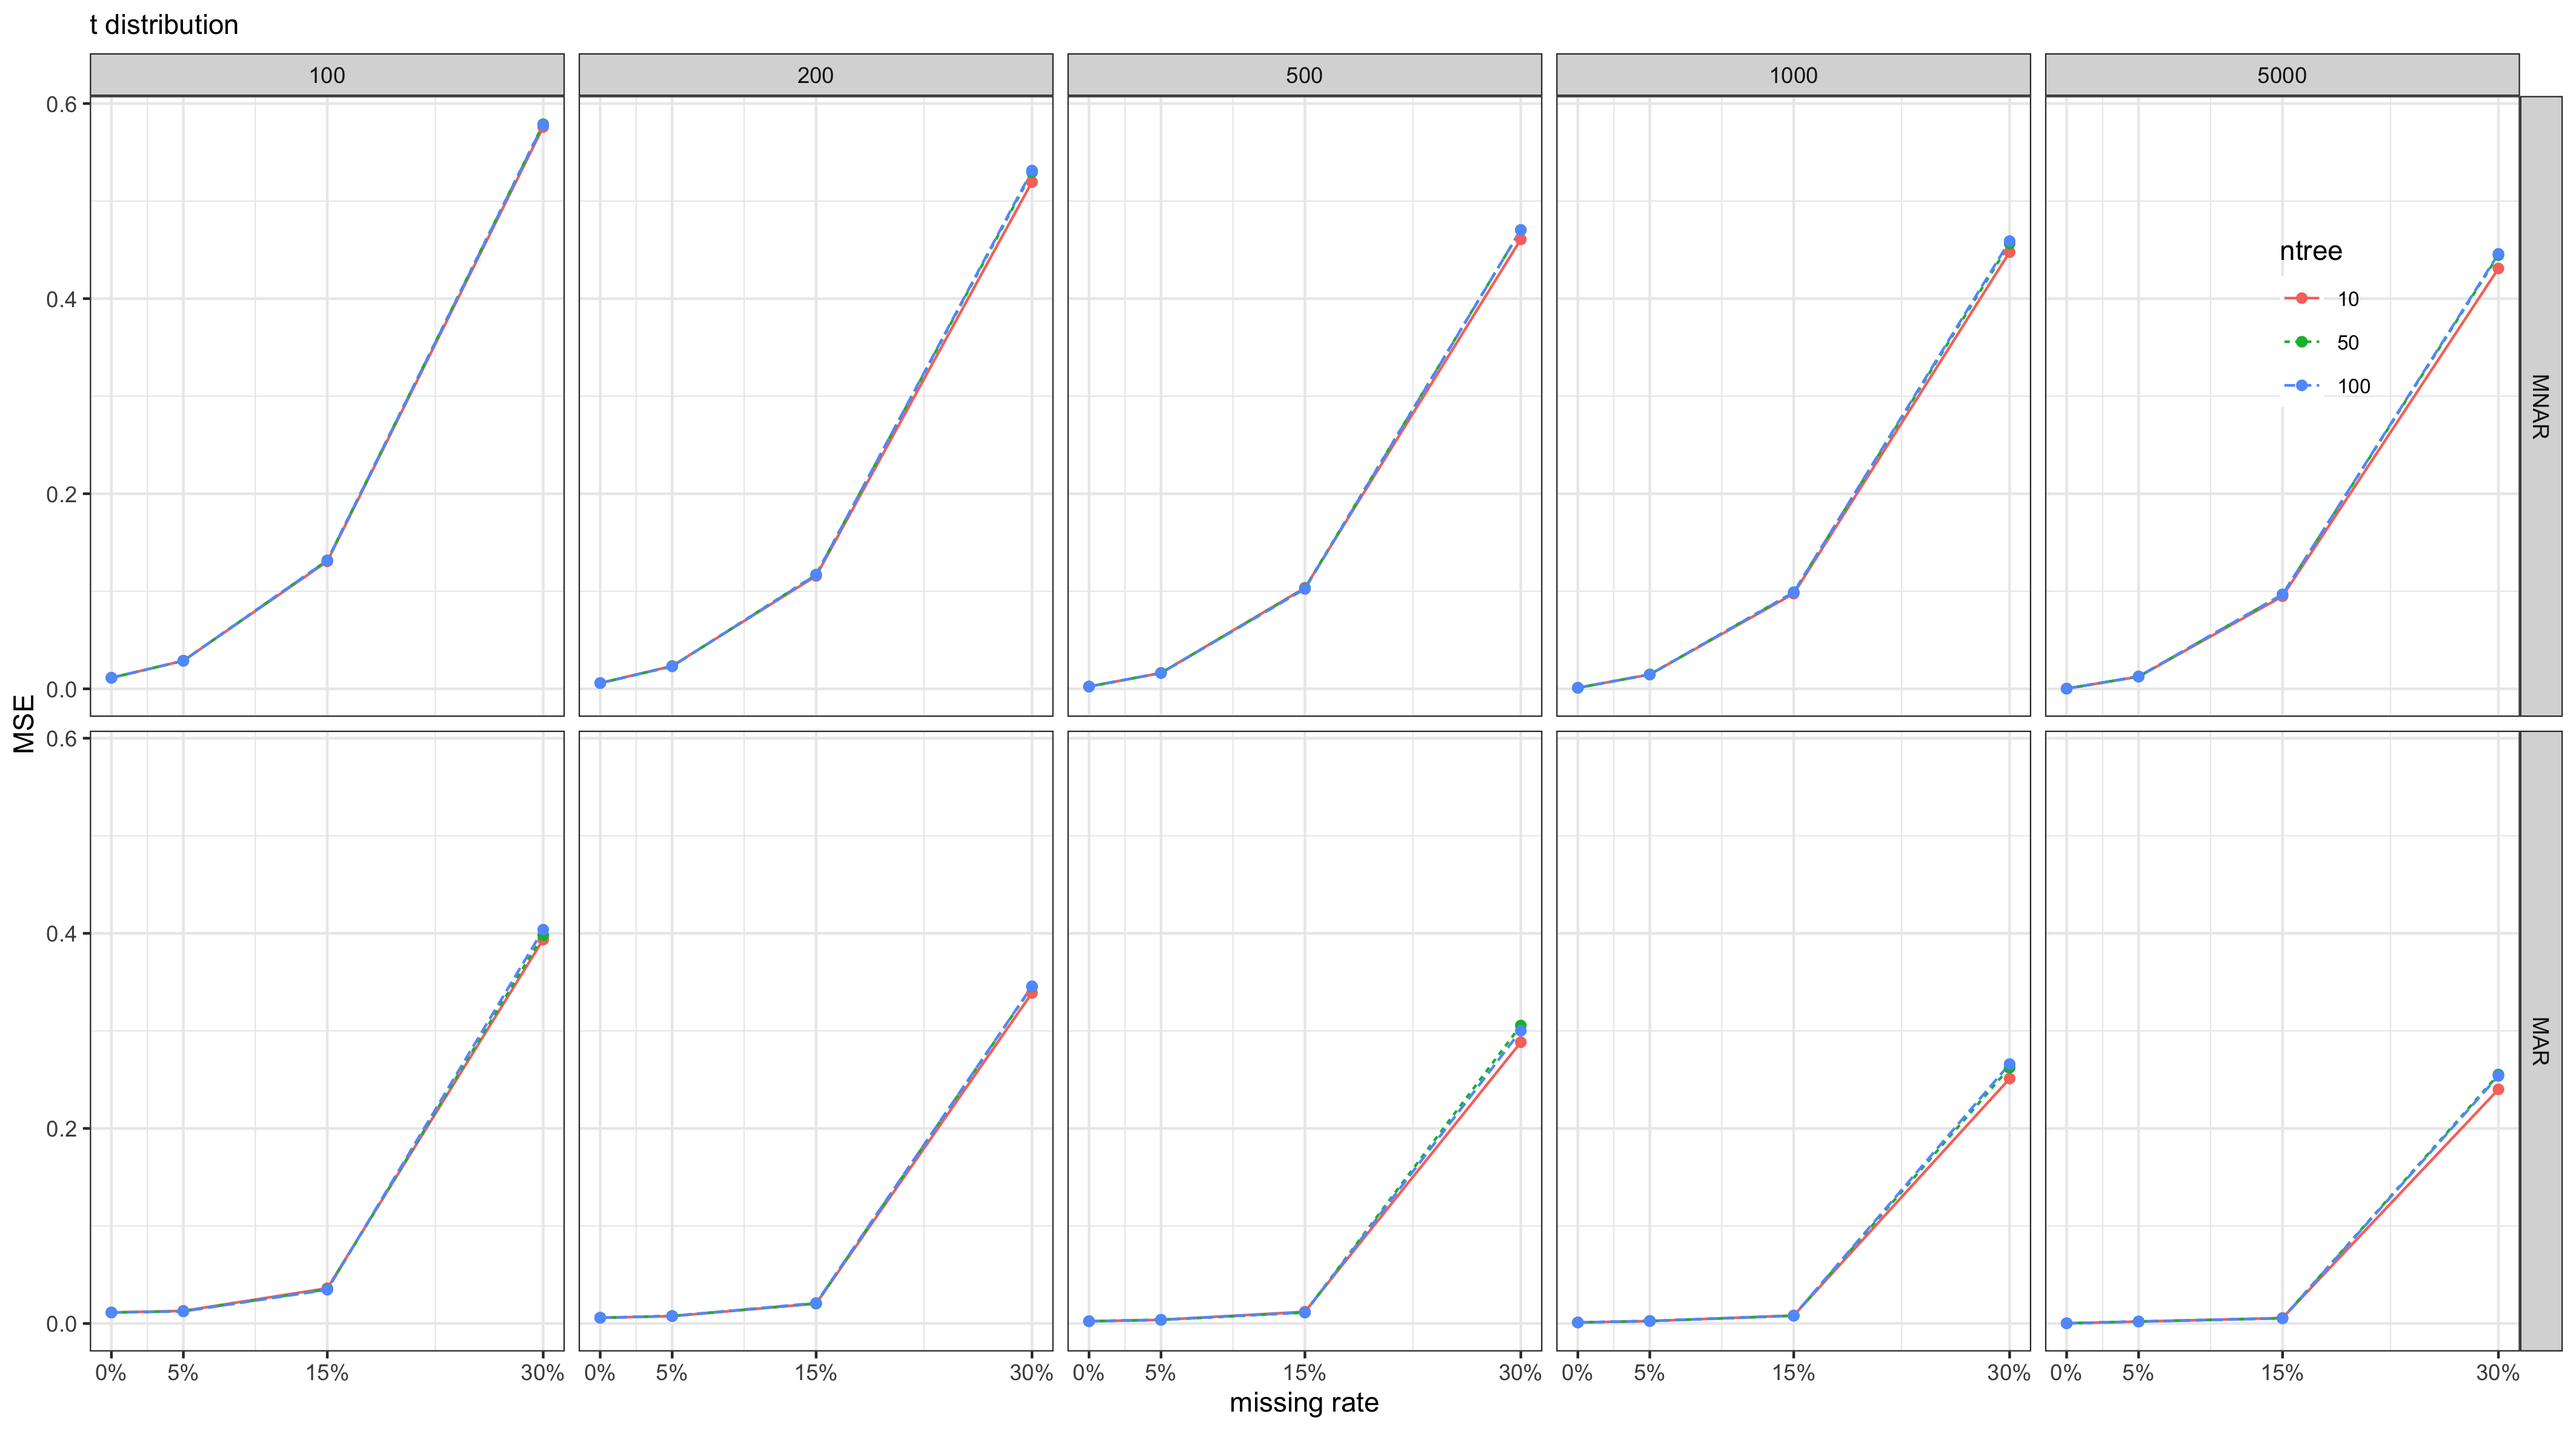 t distribution
100 200 500 1000 5000
0.6
0.4
0.2
0.0
MNAR
ntree
10
50
100
MSE
0.6
0.4
0.2
0.0
MAR
0% 5% 15% 30% 0% 5% 15% 30% 0% 5% 15% 30% 0% 5% 15% 30% 0% 5% 15% 30%
missing rate